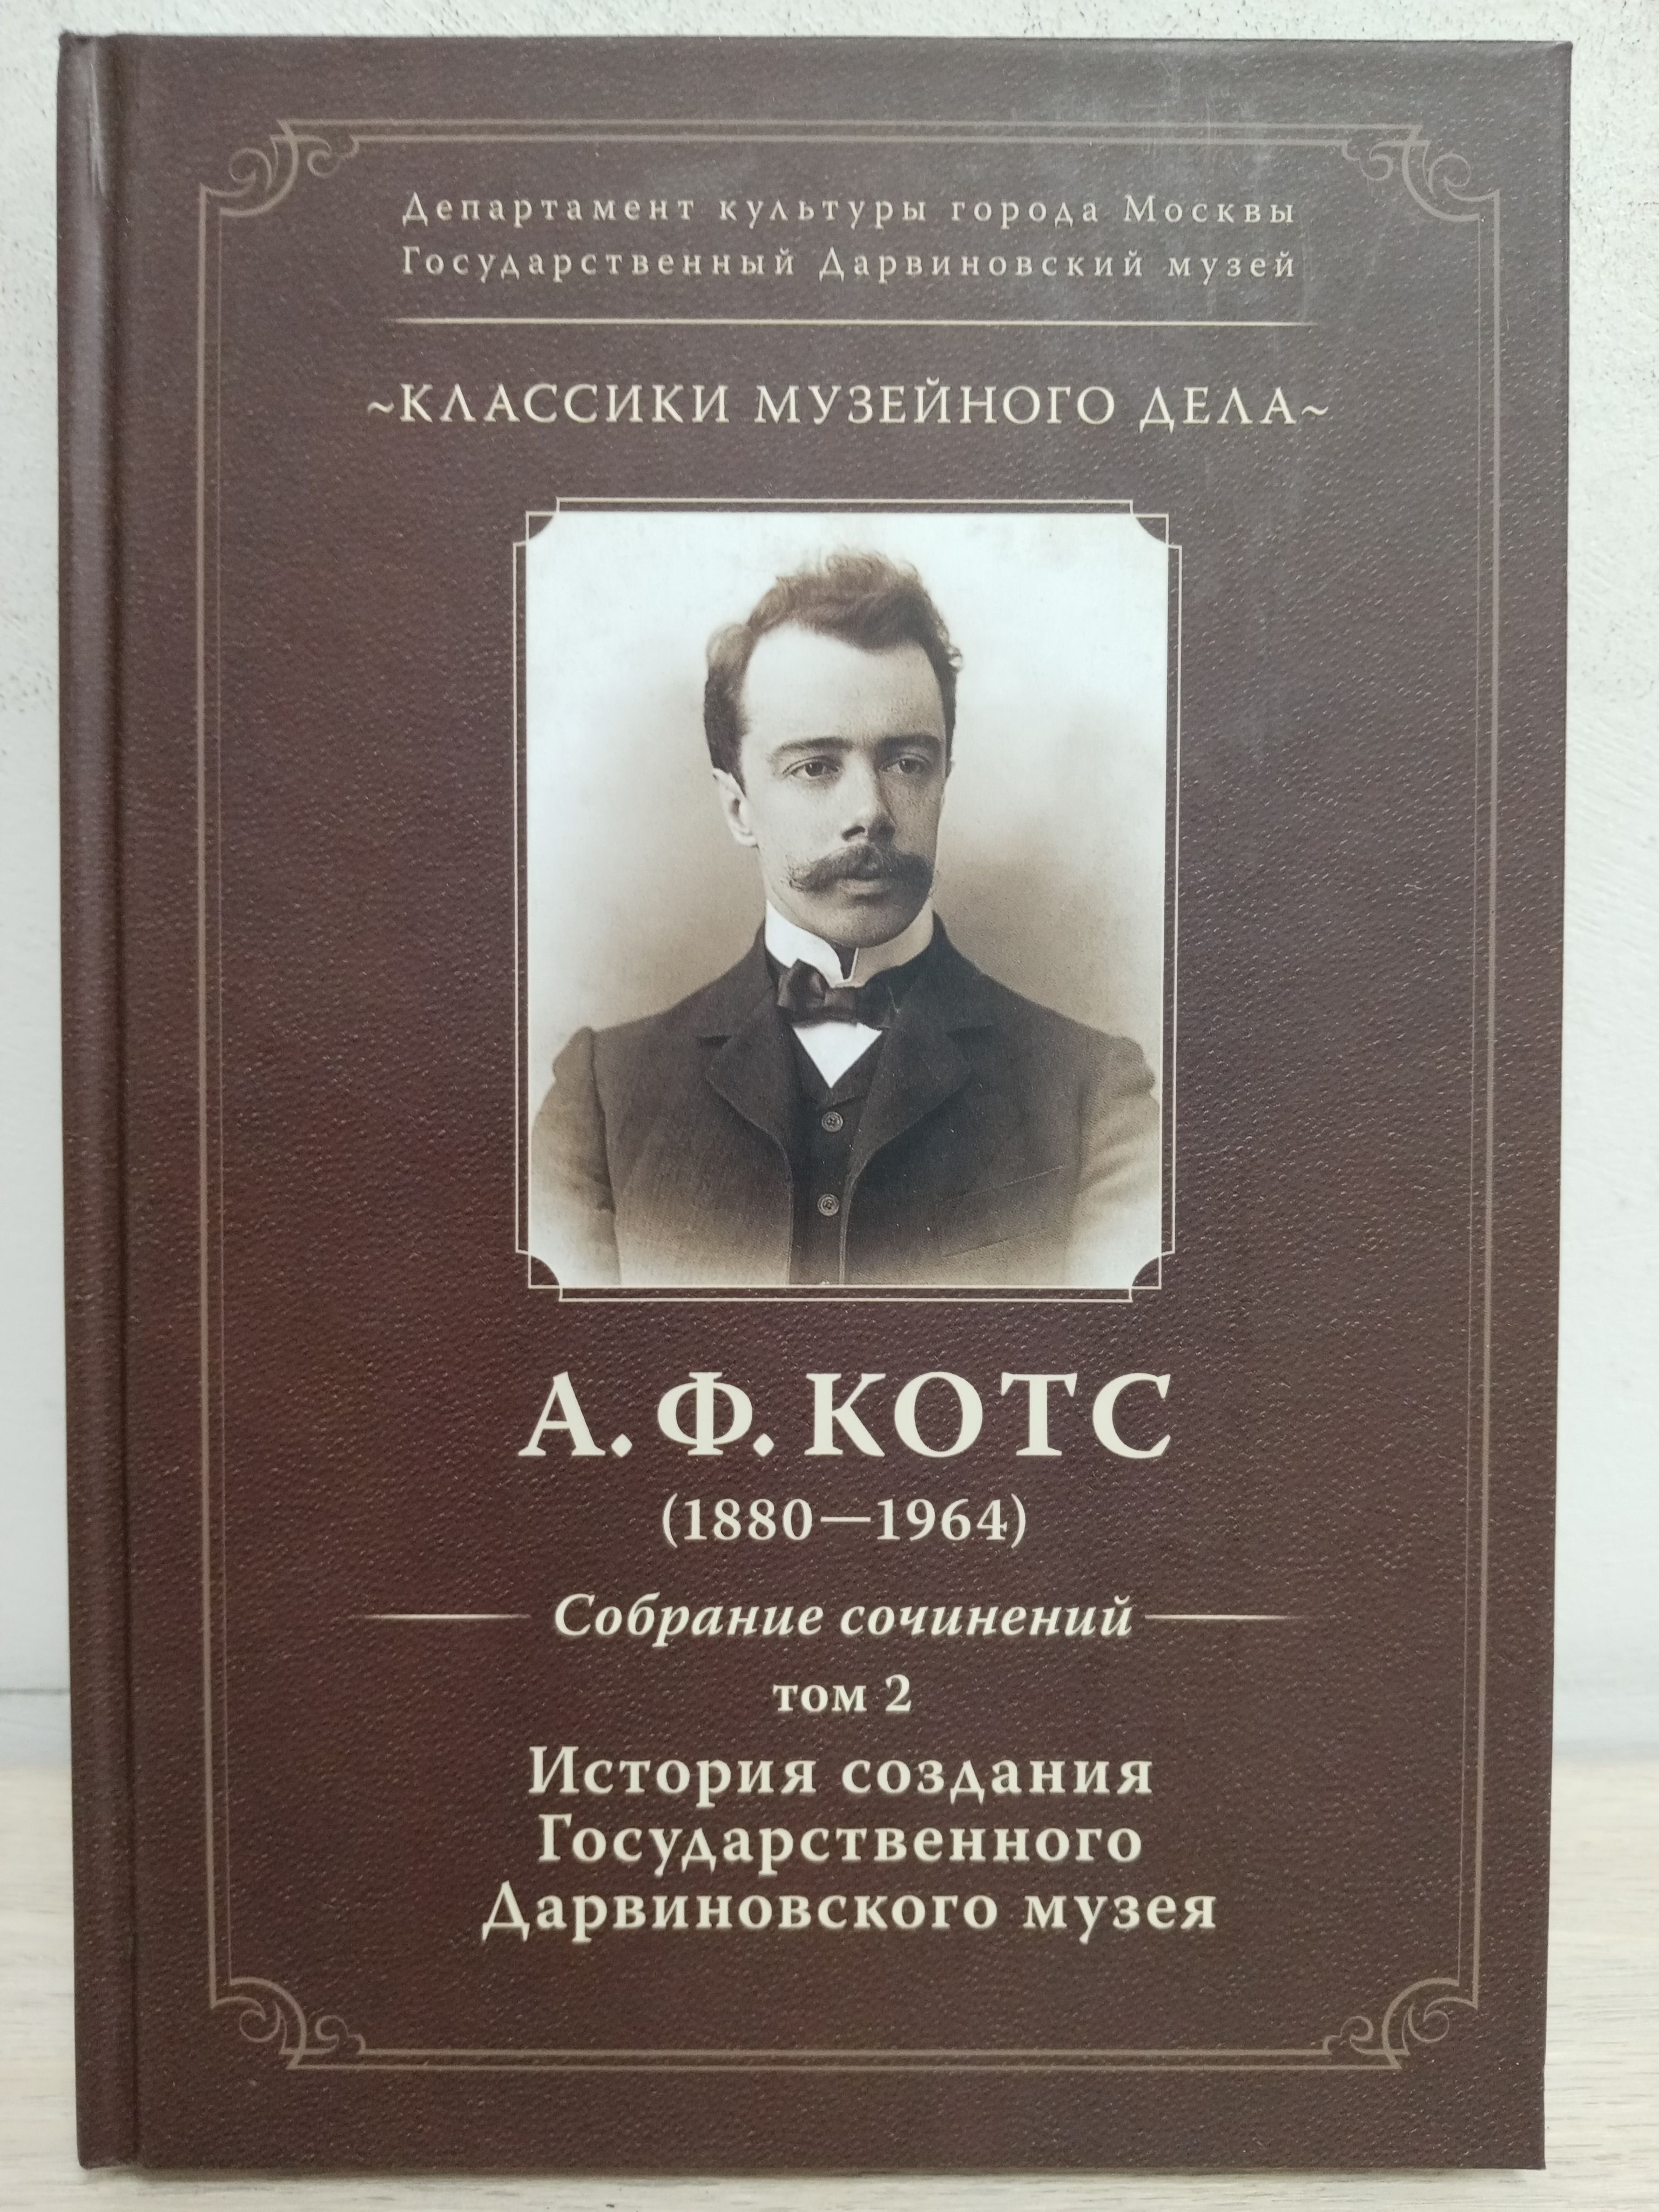 Департамент культуры города Москвы
Государственный Дарвиновский музей
~КЛАССИКИ МУЗЕЙНОГО ДЕЛА~
А. Ф. КОТС
(1880—1964)
Собрание сочинений
том 2
История создания
Государственного
Дарвиновского музея